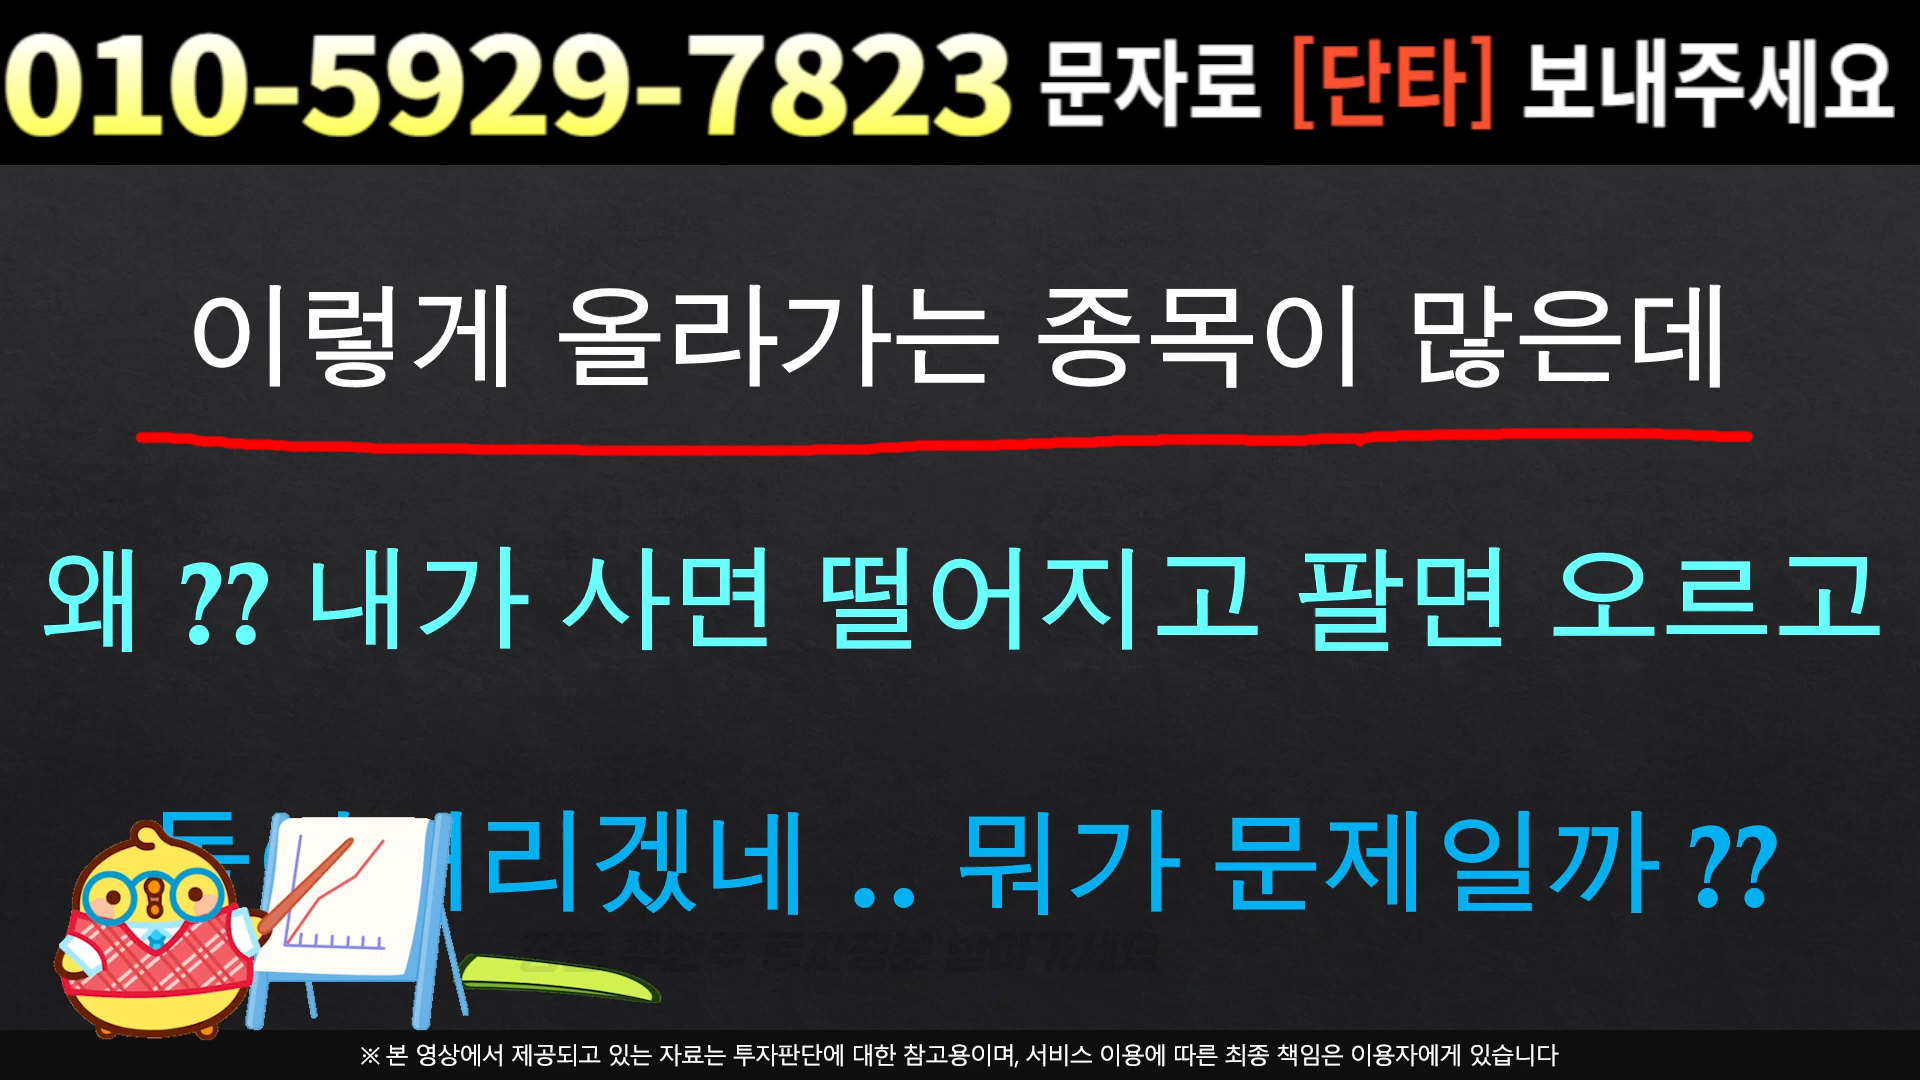 010-5929-7823 문자로 [단타] 보내주세요
이렇게 올라가는 종목이 많은데
왜 ?? 내가 사면 떨어지고 팔면 오르고
리겠네 .. 뭐가 문제일까 ??
※ 본 영상에서 제공되고 있는 자료는 투자판단에 대한 참고용이며, 서비스 이용에 따른 최종 책임은 이용자에게 있습니다